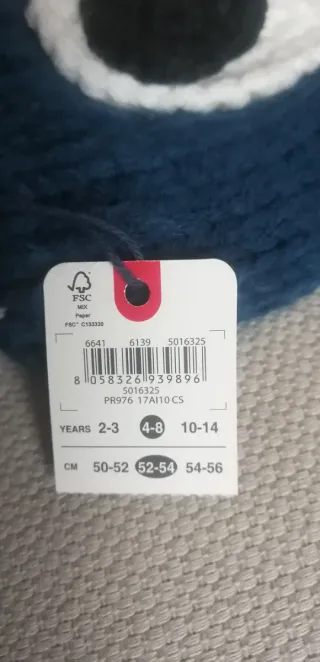 FSC
MIX
Paper
FSC® C132330
6641 6139 5016325
8 058326 939896
5016325
PR976 17AI10 CS
YEARS 2-3 4-8 10-14
CM 50-52 52-54 54-56